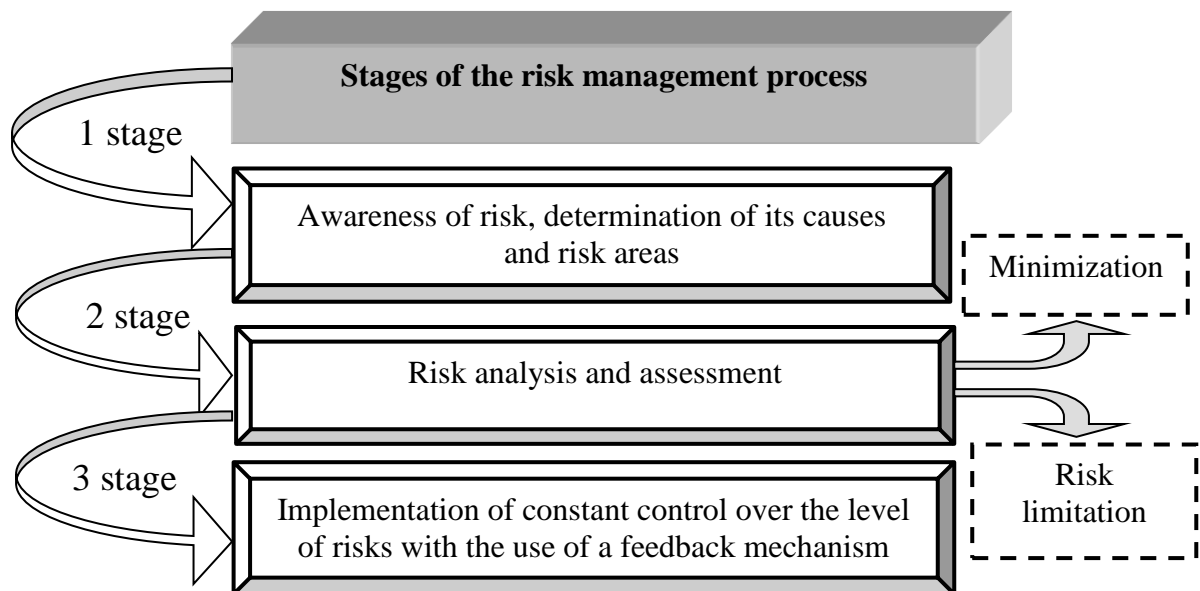 Stages of the risk management process
1 stage
Awareness of risk, determination of its causes
and risk areas
Minimization
2 stage
Risk analysis and assessment
Risk
limitation
3 stage
Implementation of constant control over the level
of risks with the use of a feedback mechanism